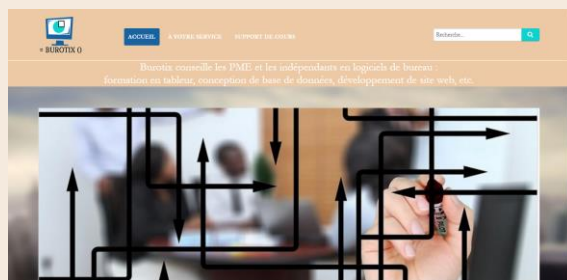 ACCUEIL
À VOTRE SERVICE
SUPPORT DE COURS
Recherche...
= BUROTIX ()
Burotix conseille les PME et les indépendants en logiciels de bureau :
formation en tableur, conception de base de données, développement de site web, etc.